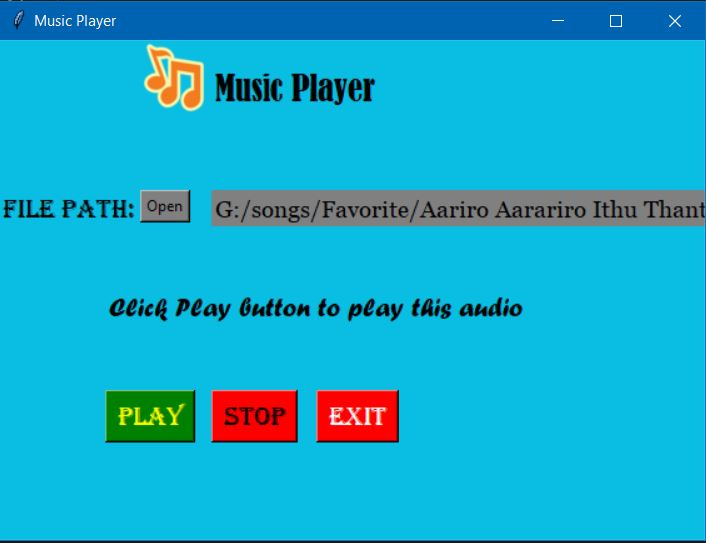 Music Player
Music Player
FILE PATH: Open G:/songs/Favorite/Aariro Aarariro Ithu Thant
Click Play button to play this audio
PLAY STOP EXIT